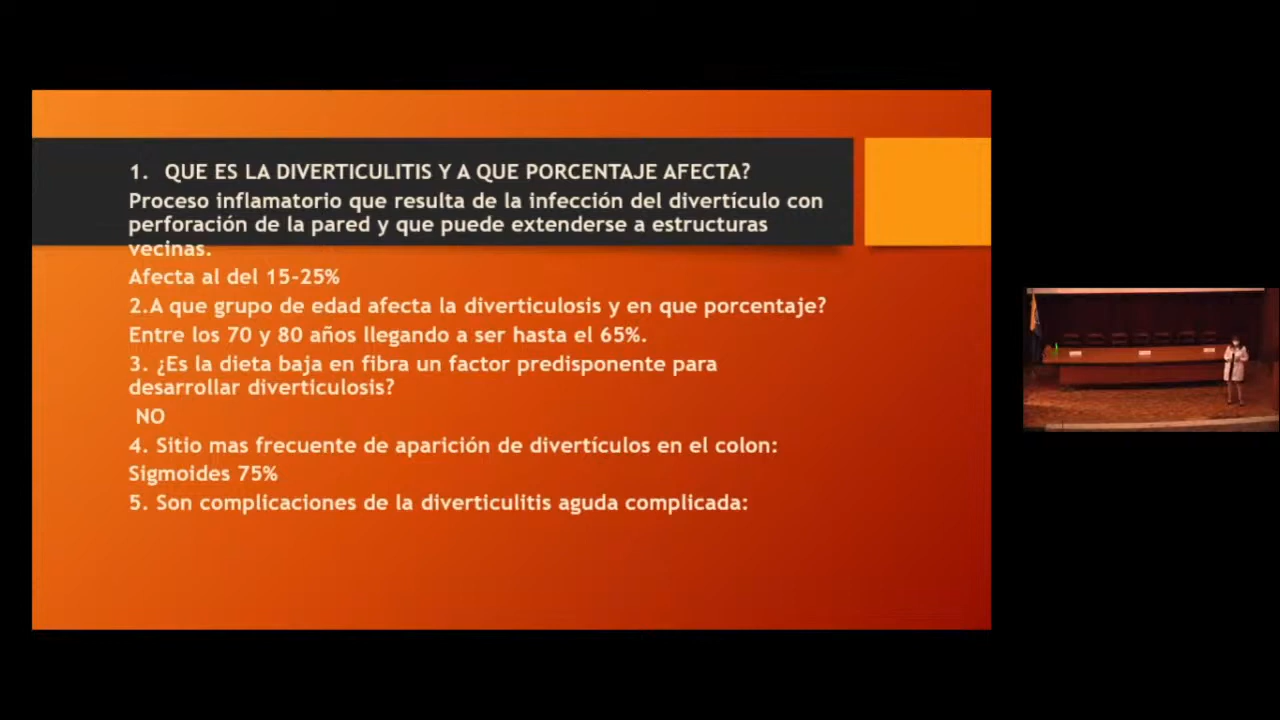 1. QUE ES LA DIVERTICULITIS Y A QUE PORCENTAJE AFECTA?
Proceso inflamatorio que resulta de la infección del divertículo con
perforación de la pared y que puede extenderse a estructuras
vecinas.
Afecta al del 15-25%
2.A que grupo de edad afecta la diverticulosis y en que porcentaje?
Entre los 70 y 80 años llegando a ser hasta el 65%.
3. ¿Es la dieta baja en fibra un factor predisponente para
desarrollar diverticulosis?
NO
4. Sitio mas frecuente de aparición de divertículos en el colon:
Sigmoides 75%
5. Son complicaciones de la diverticulitis aguda complicada: